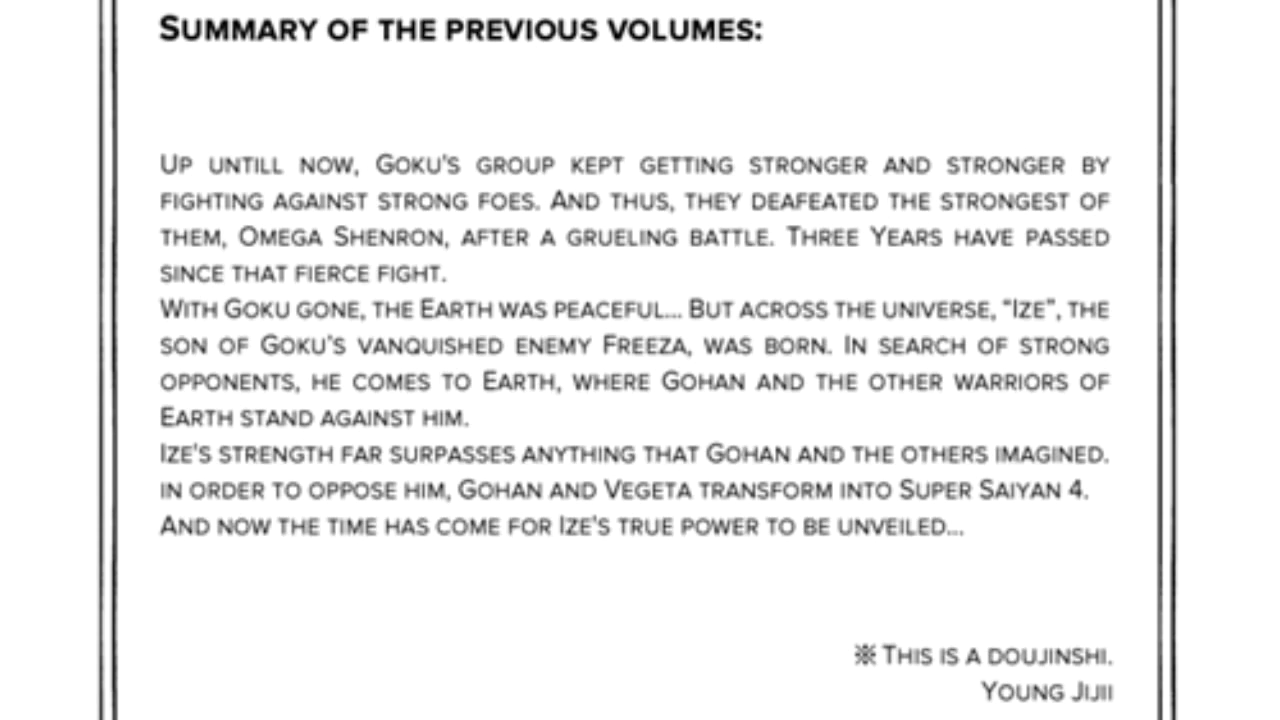 SUMMARY OF THE PREVIOUS VOLUMES:
UP UNTILL NOW, GOKU'S GROUP KEPT GETTING STRONGER AND STRONGER BY
FIGHTING AGAINST STRONG FOES. AND THUS, THEY DEAFEATED THE STRONGEST OF
THEM, OMEGA SHENRON, AFTER A GRUELING BATTLE. THREE YEARS HAVE PASSED
SINCE THAT FIERCE FIGHT.
WITH GOKU GONE, THE EARTH WAS PEACEFUL... BUT ACROSS THE UNIVERSE, “IZE”, THE
SON OF GOKU'S VANQUISHED ENEMY FREEZA, WAS BORN. IN SEARCH OF STRONG
OPPONENTS, HE COMES TO EARTH, WHERE GOHAN AND THE OTHER WARRIORS OF
EARTH STAND AGAINST HIM.
IZE'S STRENGTH FAR SURPASSES ANYTHING THAT GOHAN AND THE OTHERS IMAGINED.
IN ORDER TO OPPOSE HIM, GOHAN AND VEGETA TRANSFORM INTO SUPER SAIYAN 4.
AND NOW THE TIME HAS COME FOR IZE'S TRUE POWER TO BE UNVEILED...
※ THIS IS A DOUJINSHI.
YOUNG JIJII